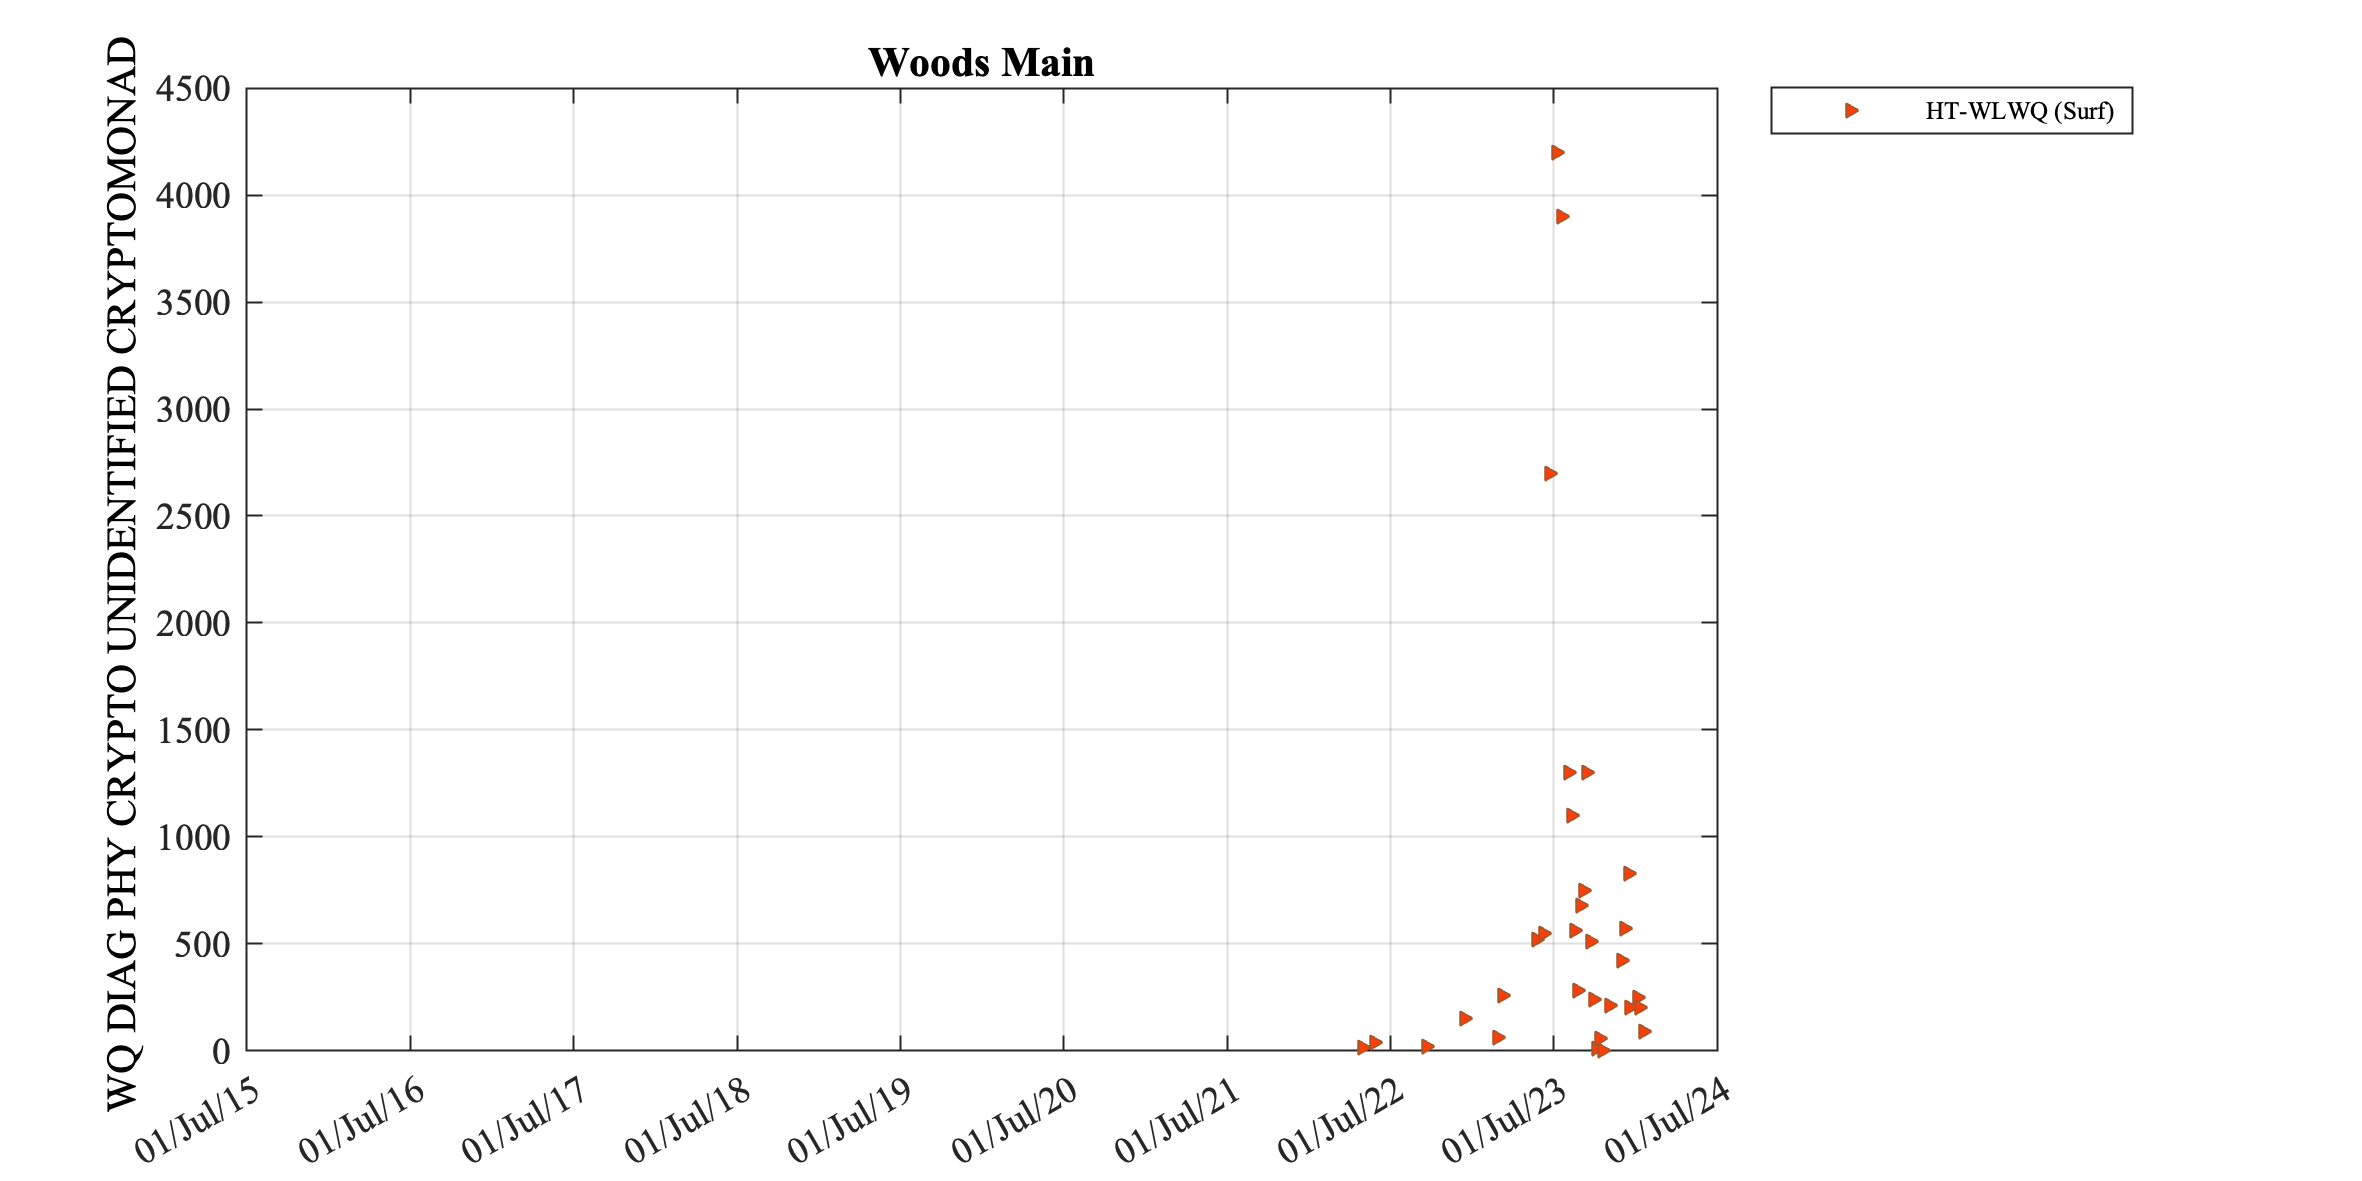 Woods Main
HT-WLWQ (Surf)
WQ DIAG PHY CRYPTO UNIDENTIFIED CRYPTOMONAD
4500
4000
3500
3000
2500
2000
1500
1000
500
0
01/Jul/15
01/Jul/16
01/Jul/17
01/Jul/18
01/Jul/19
01/Jul/20
01/Jul/21
01/Jul/22
01/Jul/23
01/Jul/24